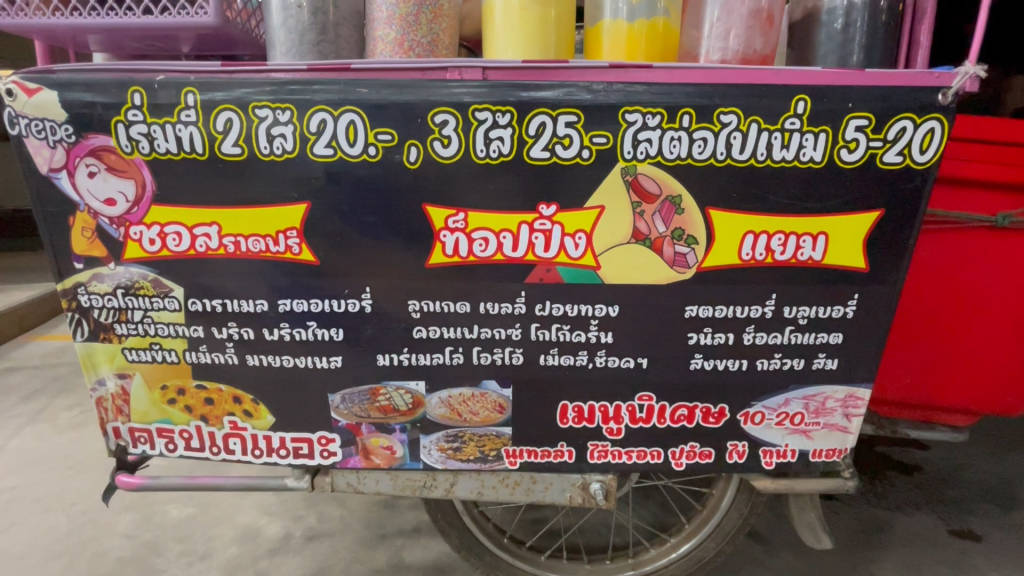 Crepe
เริ่มที่ 2 ไส้ 20.- , 3 ไส้ 25.- ไส้ต่อไปเพิ่ม 5-20
ซอสราดฟรี
ช็อคโกแลต คาราเมล สตอเบอรี่
มะเขือเทศ พริก พริกไทย
นมข้น แม็กกี้ มายองเนส
ท็อปปิ้ง
ลูกเกด เยลลี่ ฝอยทอง
คอนเฟลกซ์ โกโก้ครั้น
มาร์เมลโล่ โอริโอ้ เม็ดสี,ช็อคฯ
แยม
สตอเบอรี่ บลูเบอรี่
วนิลา ช็อคโกแลต
สังขยา กล้วย ส้ม
เครปเด้เนอะ
เมนูพิเศษ 10-20บาท
นูเทลล่า ไส้กรอก ปูอัด ไข่ ทูน่า แฮม